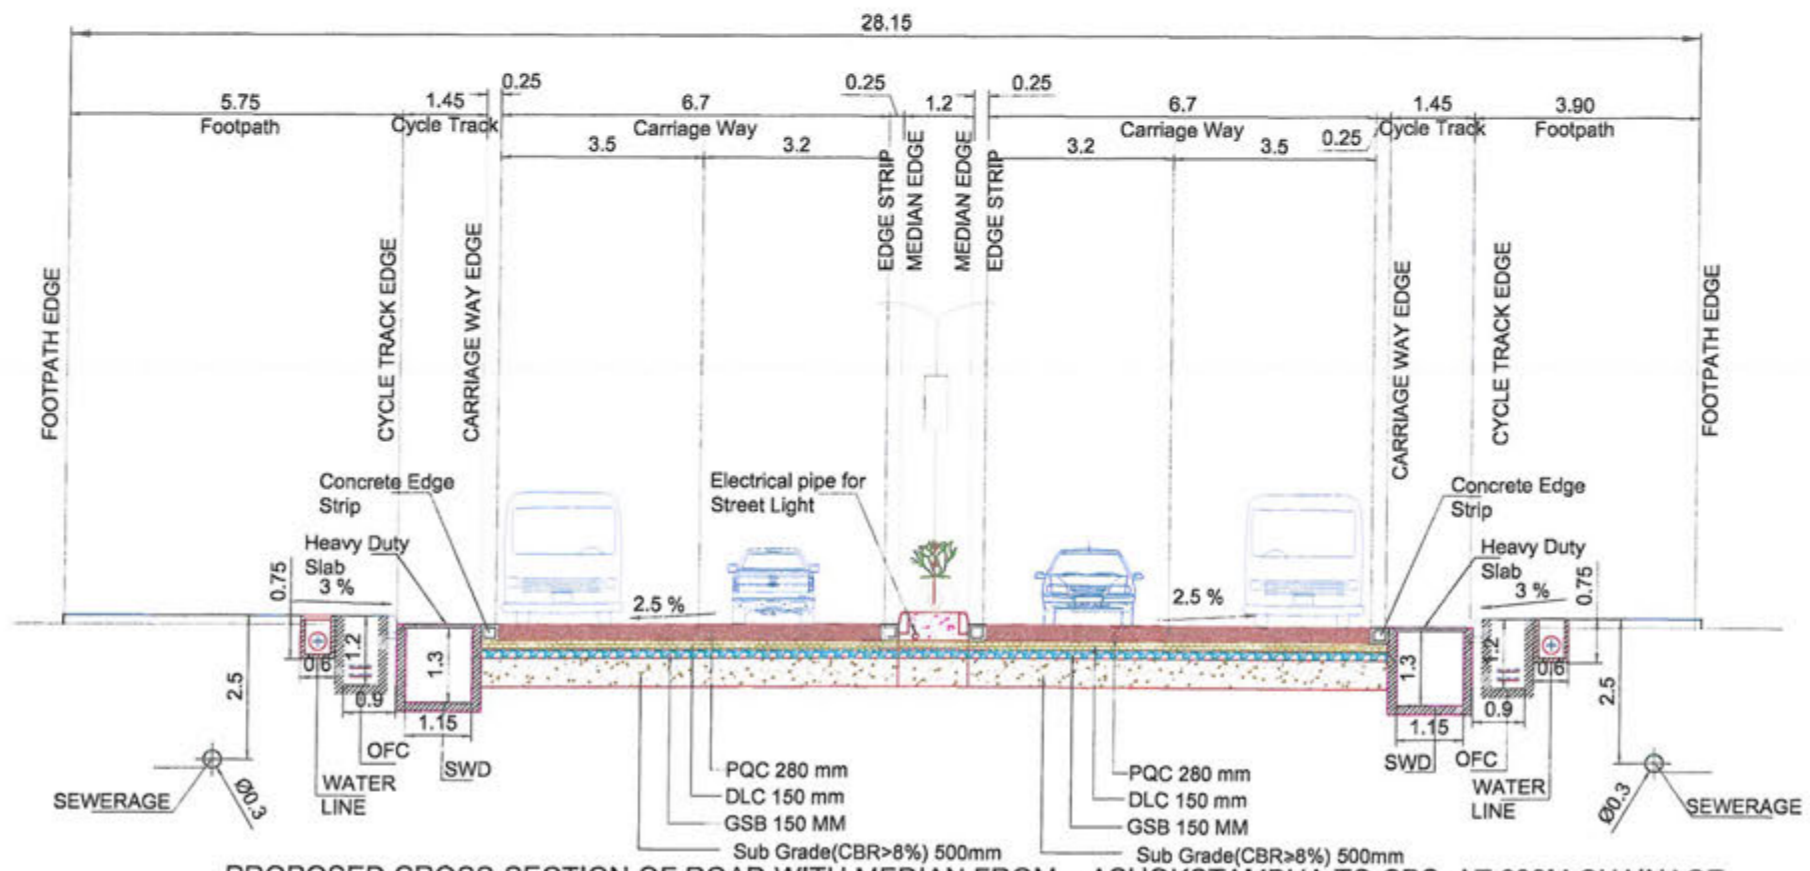 28.15
0.25 0.25 0.25
5.75 1.45 6.7 1.2 6.7 1.45 3.90
Footpath Cycle Track Carriage Way Carriage Way Cycle Track Footpath
3.5 3.2 3.2 3.5 0.25
FOOTPATH EDGE
CYCLE TRACK EDGE
CARRIAGE WAY EDGE
EDGE STRIP
MEDIAN EDGE
MEDIAN EDGE
EDGE STRIP
CARRIAGE WAY EDGE
CYCLE TRACK EDGE
FOOTPATH EDGE
Concrete Edge
Strip
Heavy Duty
Slab
3 %
0.75
Electrical pipe for
Street Light
Concrete Edge
Strip
Heavy Duty
Slab
3 %
0.75
2.5 %
2.5 %
2.5
0.6
1.2
0.9
1.3
1.15
OFC
SWD
WATER
LINE
SEWERAGE
Ø0.3
1.3
1.15
1.2
0.9
0.6
2.5
SWD
OFC
WATER
LINE
Ø0.3
SEWERAGE
PQC 280 mm
DLC 150 mm
GSB 150 MM
Sub Grade(CBR≥8%) 500mm
PQC 280 mm
DLC 150 mm
GSB 150 MM
Sub Grade(CBR≥8%) 500mm
PROPOSED CROSS SECTION OF ROAD WITH MEDIAN FROM